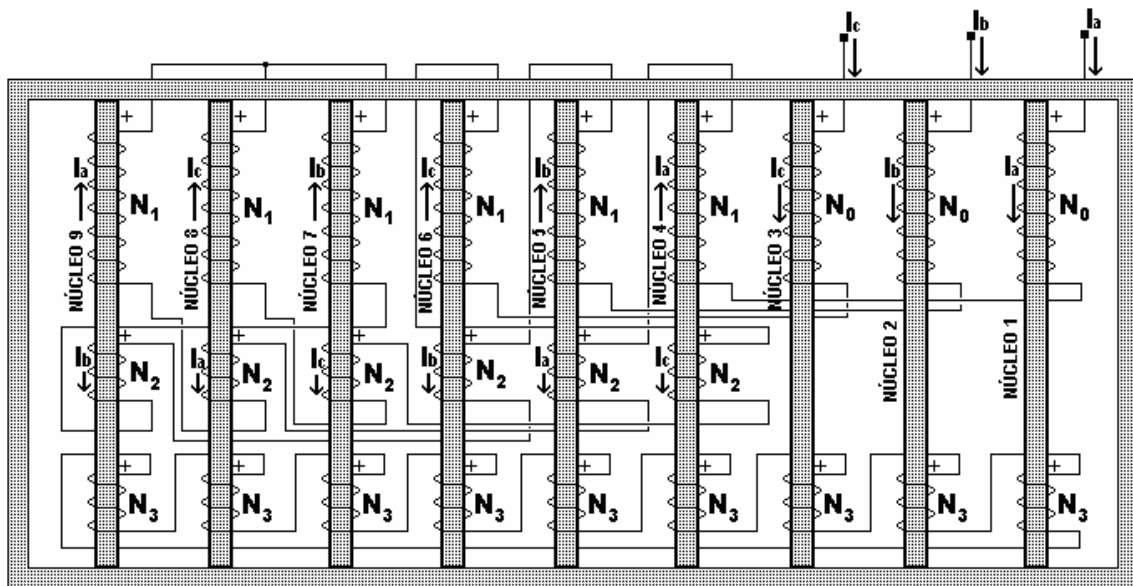 Ic Ib Ia
+ + + + + +
Ia Ic Ib Ic Ib Ia Ic Ib Ia
N1 N1 N1 N1 N1 N1 N0 N0 N0
NÚCLEO 9 NÚCLEO 8 NÚCLEO 7 NÚCLEO 6 NÚCLEO 5 NÚCLEO 4 NÚCLEO 3
NÚCLEO 2 NÚCLEO 1
+ + + + + +
Ib Ia Ic Ib Ia Ic
N2 N2 N2 N2 N2 N2
+ + + + + + + + +
N3 N3 N3 N3 N3 N3 N3 N3 N3